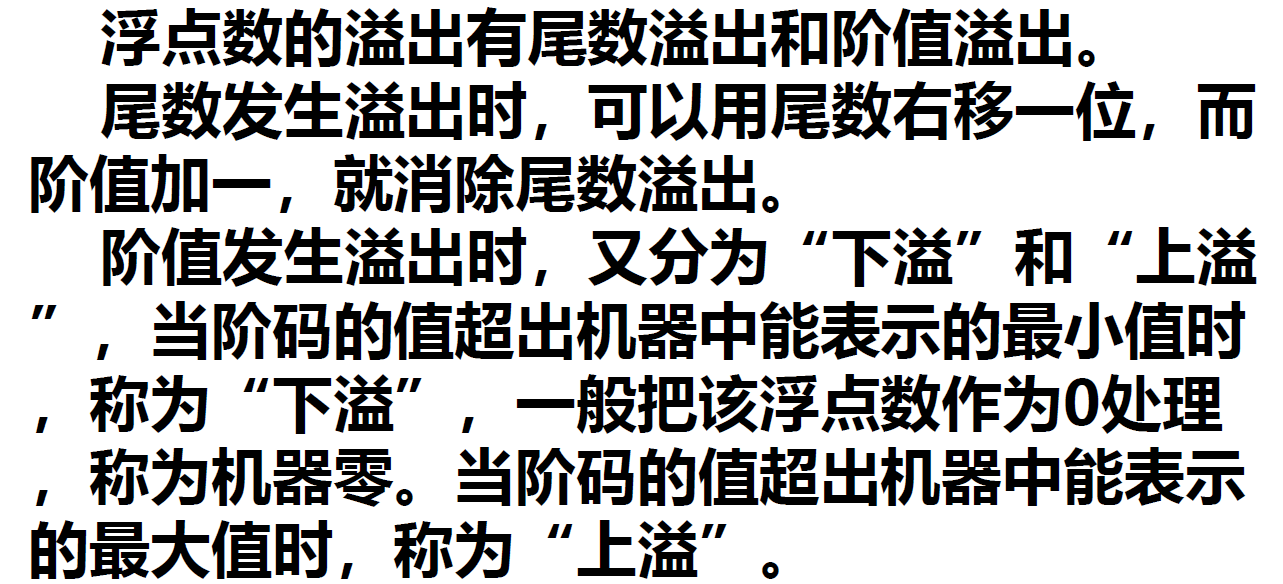 浮点数的溢出有尾数溢出和阶值溢出。
尾数发生溢出时，可以用尾数右移一位，而
阶值加一，就消除尾数溢出。
阶值发生溢出时，又分为“下溢”和“上溢
”，当阶码的值超出机器中能表示的最小值时
，称为“下溢”，一般把该浮点数作为0处理
，称为机器零。当阶码的值超出机器中能表示
的最大值时，称为“上溢”。